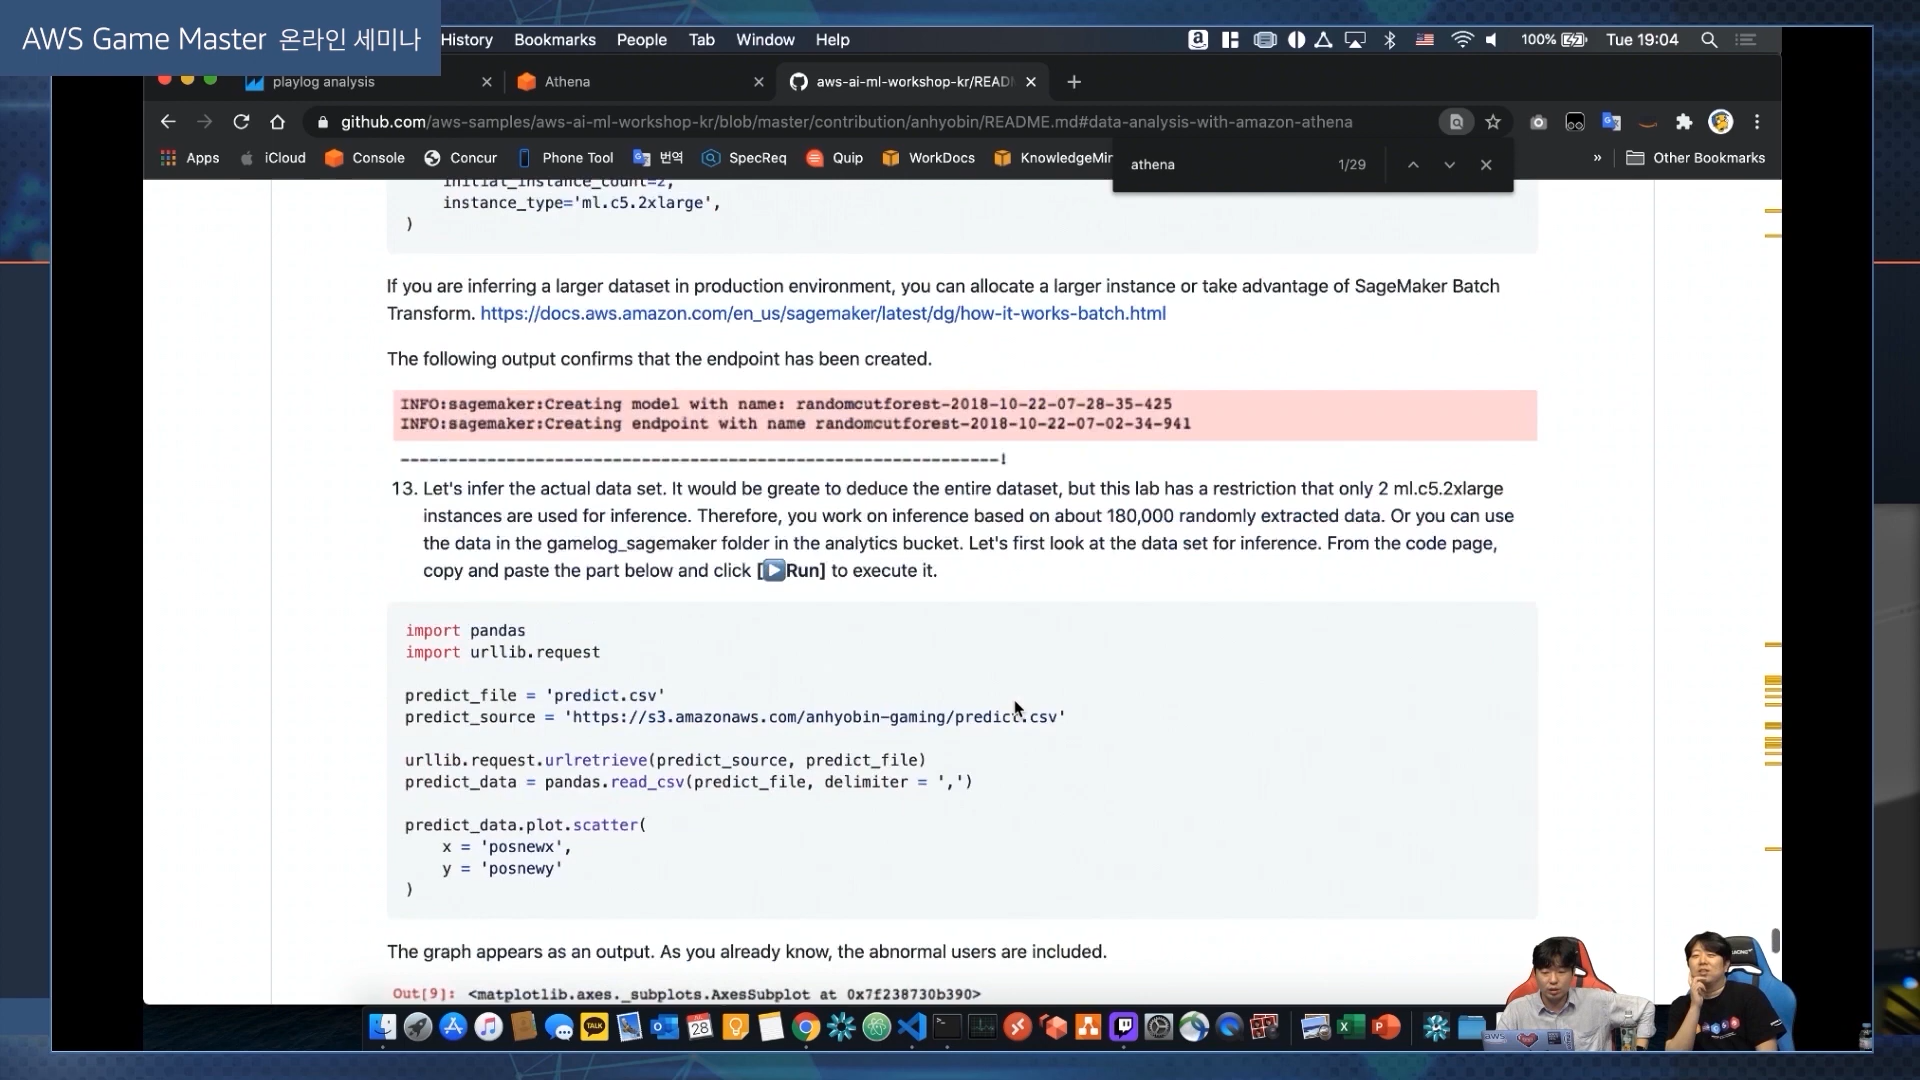 AWS Game Master 온라인 세미나
History Bookmarks People Tab Window Help 100% Tue 19:04
playlog analysis
Athena
aws-ai-ml-workshop-kr/READ
github.com/aws-samples/aws-ai-ml-workshop-kr/blob/master/contribution/anhyobin/README.md#data-analysis-with-amazon-athena
Apps iCloud Console Concur Phone Tool 번역 SpecReq Quip WorkDocs KnowledgeMin » Other Bookmarks
athena 1/29
initial_instance_count=2,
instance_type='ml.c5.2xlarge',
)
If you are inferring a larger dataset in production environment, you can allocate a larger instance or take advantage of SageMaker Batch
Transform. https://docs.aws.amazon.com/en_us/sagemaker/latest/dg/how-it-works-batch.html
The following output confirms that the endpoint has been created.
INFO:sagemaker:Creating model with name: randomcutforest-2018-10-22-07-28-35-425
INFO:sagemaker:Creating endpoint with name randomcutforest-2018-10-22-07-02-34-941
---------------------------------------------------------------!
13. Let's infer the actual data set. It would be greate to deduce the entire dataset, but this lab has a restriction that only 2 ml.c5.2xlarge
instances are used for inference. Therefore, you work on inference based on about 180,000 randomly extracted data. Or you can use
the data in the gamelog_sagemaker folder in the analytics bucket. Let's first look at the data set for inference. From the code page,
copy and paste the part below and click [▶Run] to execute it.
import pandas
import urllib.request
predict_file = 'predict.csv'
predict_source = 'https://s3.amazonaws.com/anhyobin-gaming/predict.csv'
urllib.request.urlretrieve(predict_source, predict_file)
predict_data = pandas.read_csv(predict_file, delimiter = ',')
predict_data.plot.scatter(
x = 'posnewx',
y = 'posnewy'
)
The graph appears as an output. As you already know, the abnormal users are included.
Out[9]: <matplotlib.axes._subplots.AxesSubplot at 0x7f238730b390>
TALK
28
aws